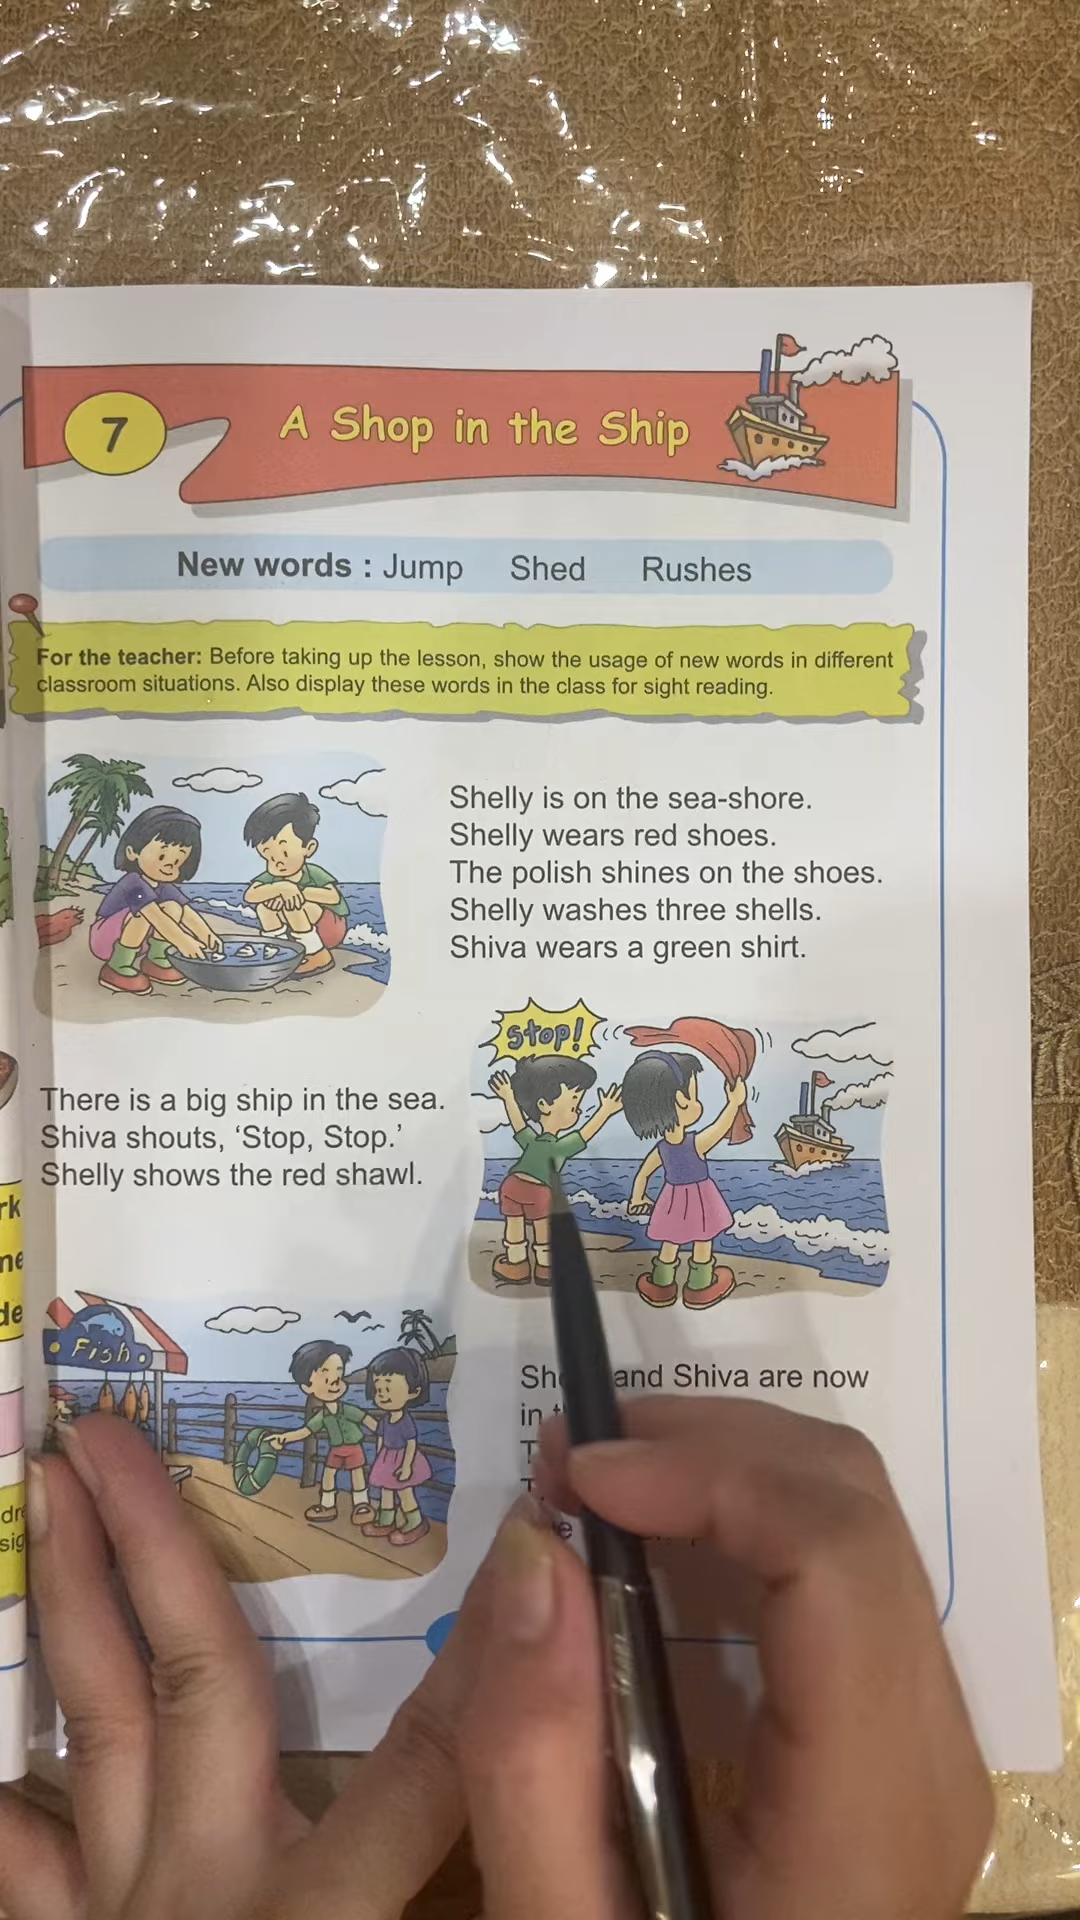 7
A Shop in the Ship
New words : Jump Shed Rushes
For the teacher: Before taking up the lesson, show the usage of new words in different
classroom situations. Also display these words in the class for sight reading.
Shelly is on the sea-shore.
Shelly wears red shoes.
The polish shines on the shoes.
Shelly washes three shells.
Shiva wears a green shirt.
stop!
There is a big ship in the sea.
Shiva shouts, ‘Stop, Stop.’
Shelly shows the red shawl.
Fish
and Shiva are now
in